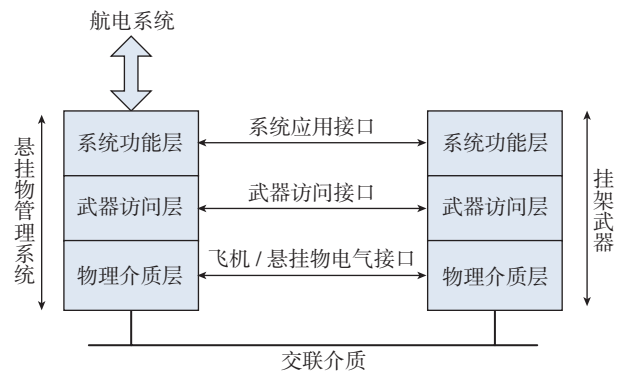 航电系统
悬挂物管理系统
系统功能层
系统应用接口
系统功能层
武器访问层
武器访问接口
武器访问层
物理介质层
飞机 / 悬挂物电气接口
物理介质层
挂架武器
交联介质